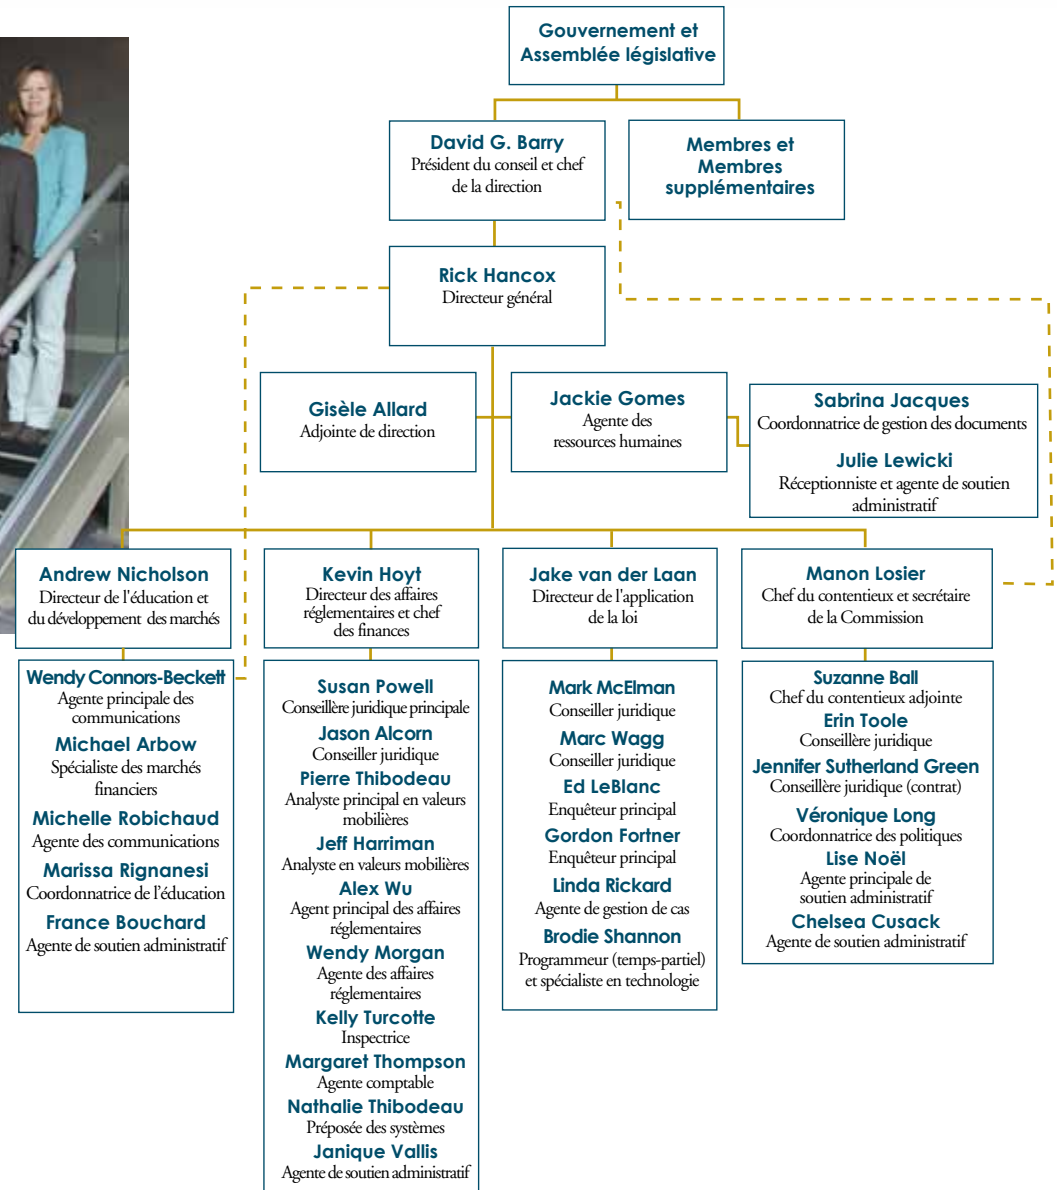 Gouvernement et
Assemblée législative
David G. Barry
Président du conseil et chef
de la direction
Membres et
Membres
supplémentaires
Rick Hancox
Directeur général
Gisèle Allard
Adjointe de direction
Jackie Gomes
Agente des
ressources humaines
Sabrina Jacques
Coordonnatrice de gestion des documents
Julie Lewicki
Réceptionniste et agente de soutien
administratif
Andrew Nicholson
Directeur de l'éducation et
du développement des marchés
Kevin Hoyt
Directeur des affaires
réglementaires et chef
des finances
Jake van der Laan
Directeur de l'application
de la loi
Manon Losier
Chef du contentieux et secrétaire
de la Commission
Wendy Connors-Beckett
Agente principale des
communications
Michael Arbow
Spécialiste des marchés
financiers
Michelle Robichaud
Agente des communications
Marissa Rignanesi
Coordonnatrice de l'éducation
France Bouchard
Agente de soutien administratif
Susan Powell
Conseillère juridique principale
Jason Alcorn
Conseiller juridique
Pierre Thibodeau
Analyste principal en valeurs
mobilières
Jeff Harriman
Analyste en valeurs mobilières
Alex Wu
Agent principal des affaires
réglementaires
Wendy Morgan
Agente des affaires
réglementaires
Kelly Turcotte
Inspectrice
Margaret Thompson
Agente comptable
Nathalie Thibodeau
Préposée des systèmes
Janique Vallis
Agente de soutien administratif
Mark McElman
Conseiller juridique
Marc Wagg
Conseiller juridique
Ed LeBlanc
Enquêteur principal
Gordon Fortner
Enquêteur principal
Linda Rickard
Agente de gestion de cas
Brodie Shannon
Programmeur (temps-partiel)
et spécialiste en technologie
Suzanne Ball
Chef du contentieux adjointe
Erin Toole
Conseillère juridique
Jennifer Sutherland Green
Conseillère juridique (contrat)
Véronique Long
Coordonnatrice des politiques
Lise Noël
Agente principale de
soutien administratif
Chelsea Cusack
Agente de soutien administratif